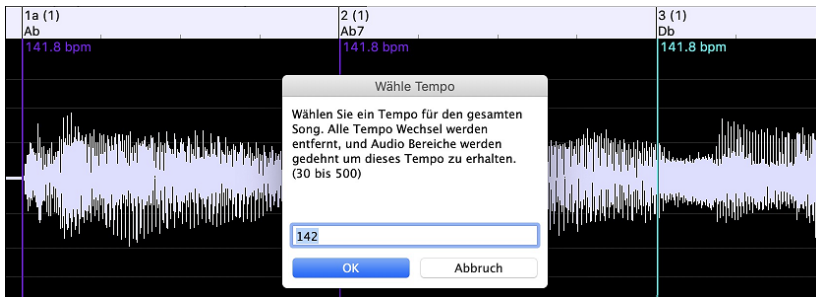 1a (1) 2 (1) 3 (1)
Ab Ab7 Db
141.8 bpm 141.8 bpm 141.8 bpm
Wähle Tempo
Wählen Sie ein Tempo für den gesamten
Song. Alle Tempo Wechsel werden
entfernt, und Audio Bereiche werden
gedehnt um dieses Tempo zu erhalten.
(30 bis 500)
142
OK Abbruch